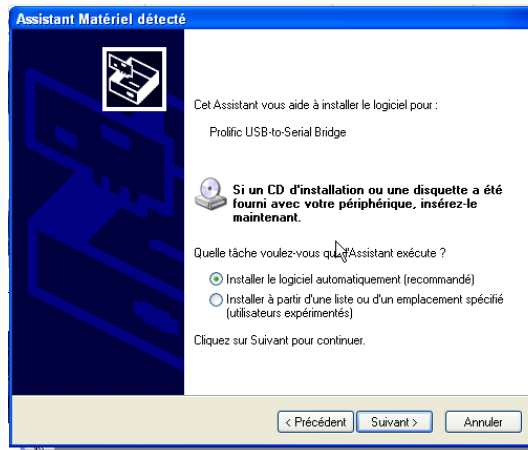 Assistant Matériel détecté
Cet Assistant vous aide à installer le logiciel pour :
Prolific USB-to-Serial Bridge
Si un CD d'installation ou une disquette a été
fourni avec votre périphérique, insérez-le
maintenant.
Quelle tâche voulez-vous que l'Assistant exécute ?
Installer le logiciel automatiquement (recommandé)
Installer à partir d'une liste ou d'un emplacement spécifié
(utilisateurs expérimentés)
Cliquez sur Suivant pour continuer.
< Précédent Suivant > Annuler